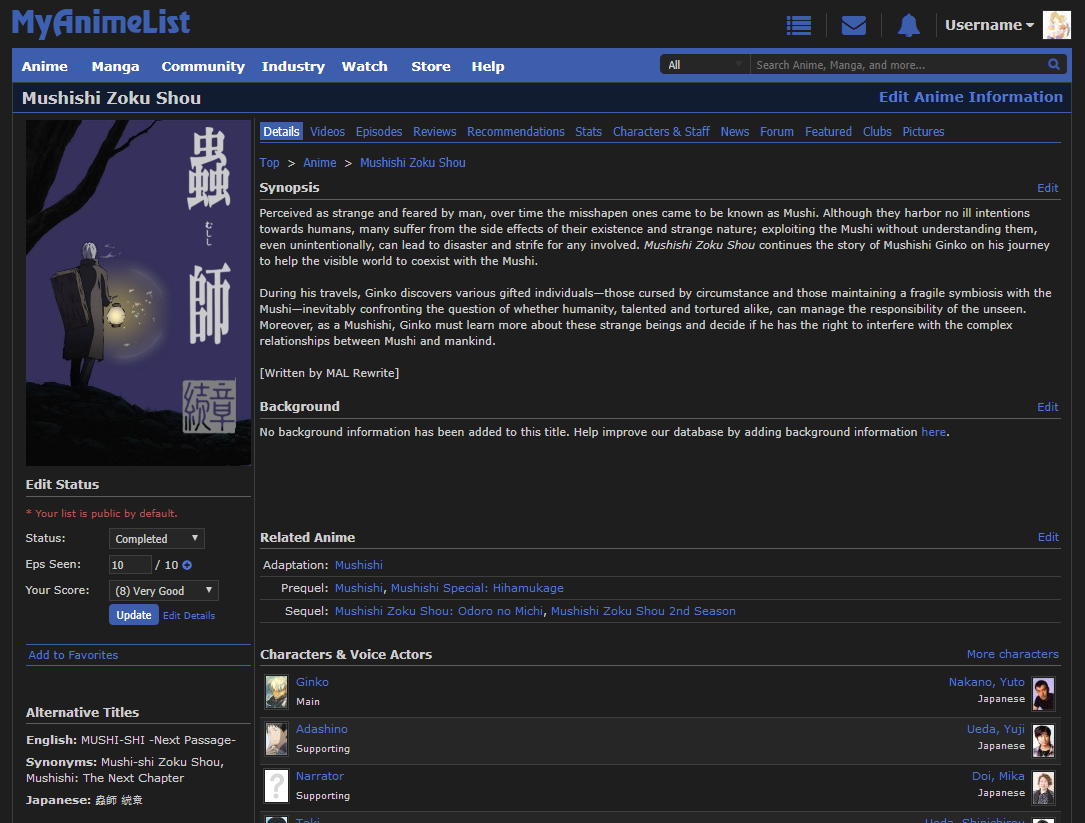 MyAnimeList
Username
Anime Manga Community Industry Watch Store Help
All
Search Anime, Manga, and more...
Mushishi Zoku Shou
Edit Anime Information
蟲
むしし
師
続章
Details Videos Episodes Reviews Recommendations Stats Characters & Staff News Forum Featured Clubs Pictures
Top > Anime > Mushishi Zoku Shou
Synopsis
Edit
Perceived as strange and feared by man, over time the misshapen ones came to be known as Mushi. Although they harbor no ill intentions
towards humans, many suffer from the side effects of their existence and strange nature; exploiting the Mushi without understanding them,
even unintentionally, can lead to disaster and strife for any involved. Mushishi Zoku Shou continues the story of Mushishi Ginko on his journey
to help the visible world to coexist with the Mushi.
During his travels, Ginko discovers various gifted individuals—those cursed by circumstance and those maintaining a fragile symbiosis with the
Mushi—inevitably confronting the question of whether humanity, talented and tortured alike, can manage the responsibility of the unseen.
Moreover, as a Mushishi, Ginko must learn more about these strange beings and decide if he has the right to interfere with the complex
relationships between Mushi and mankind.
[Written by MAL Rewrite]
Background
Edit
No background information has been added to this title. Help improve our database by adding background information here.
Edit Status
* Your list is public by default.
Status: Completed
Eps Seen: 10 / 10
Your Score: (8) Very Good
Update Edit Details
Add to Favorites
Alternative Titles
English: MUSHI-SHI -Next Passage-
Synonyms: Mushi-shi Zoku Shou,
Mushishi: The Next Chapter
Japanese: 蟲師 続章
Related Anime
Edit
Adaptation: Mushishi
Prequel: Mushishi, Mushishi Special: Hihamukage
Sequel: Mushishi Zoku Shou: Odoro no Michi, Mushishi Zoku Shou 2nd Season
Characters & Voice Actors
More characters
Ginko
Main
Nakano, Yuto
Japanese
Adashino
Supporting
Ueda, Yuji
Japanese
Narrator
Supporting
?
Doi, Mika
Japanese